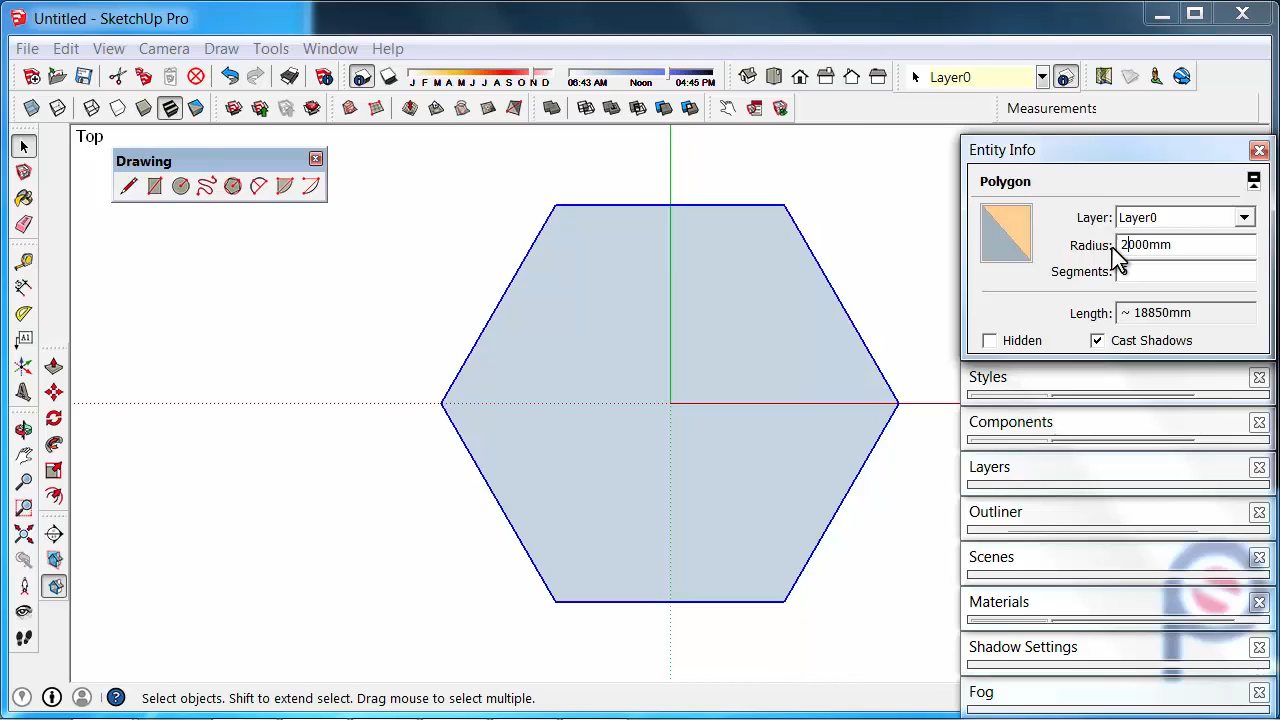 Untitled - SketchUp Pro
File Edit View Camera Draw Tools Window Help
J F M A M J J A S O N D
06:43 AM Noon 04:45 PM
Layer0
Measurements
Top
Drawing
Entity Info
Polygon
Layer: Layer0
Radius: 2000mm
Segments:
Length: ~ 18850mm
Hidden Cast Shadows
Styles
Components
Layers
Outliner
Scenes
Materials
Shadow Settings
Fog
A1
Select objects. Shift to extend select. Drag mouse to select multiple.